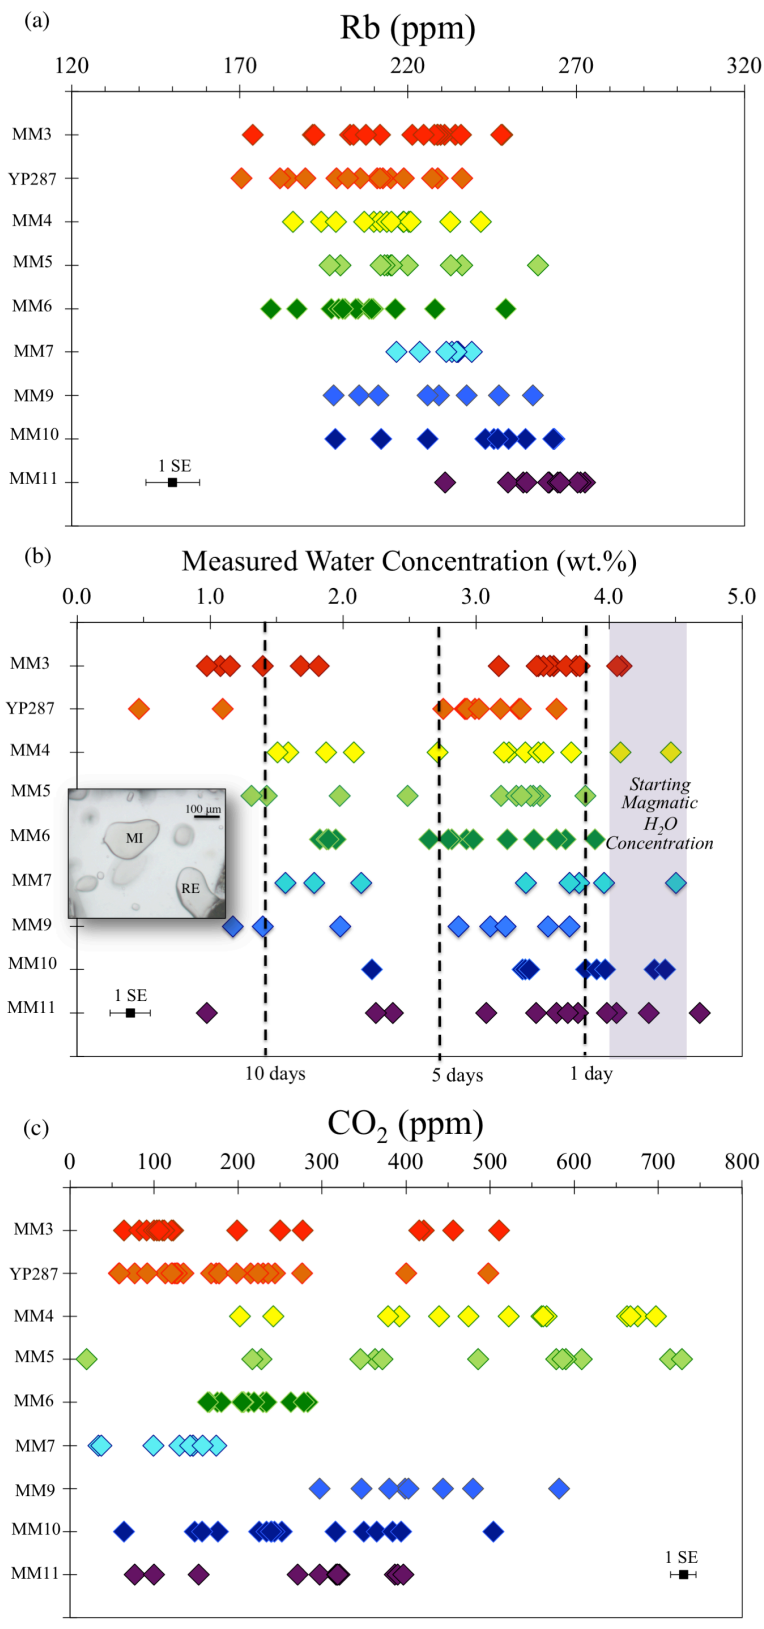 (a)
Rb (ppm)
120 170 220 270 320
MM3
YP287
MM4
MM5
MM6
MM7
MM9
MM10
MM11
1 SE
(b)
Measured Water Concentration (wt.%)
0.0 1.0 2.0 3.0 4.0 5.0
MM3
YP287
MM4
MM5
MM6
MM7
MM9
MM10
MM11
100 µm
MI
RE
Starting
Magmatic
H₂O
Concentration
1 SE
10 days 5 days 1 day
(c)
CO₂ (ppm)
0 100 200 300 400 500 600 700 800
MM3
YP287
MM4
MM5
MM6
MM7
MM9
MM10
MM11
1 SE